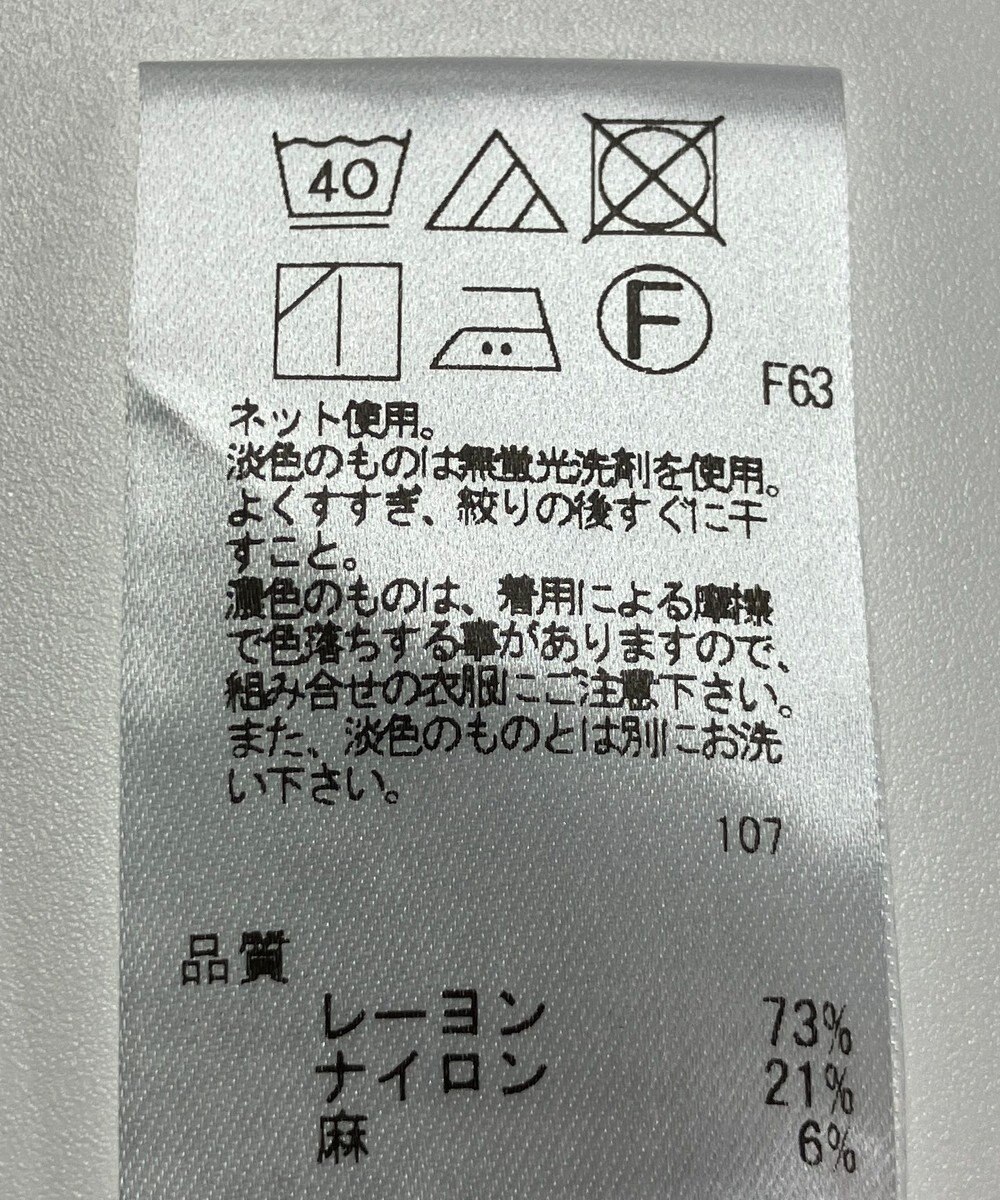 40
F
F63
ネット使用。
淡色のものは無蛍光洗剤を使用。
よくすすぎ、絞りの後すぐに干
すこと。
濃色のものは、着用による摩擦
で色落ちする事がありますので、
組み合せの衣服にご注意下さい。
また、淡色のものとは別にお洗
い下さい。
107
品質
レーヨン 73%
ナイロン 21%
麻 6%